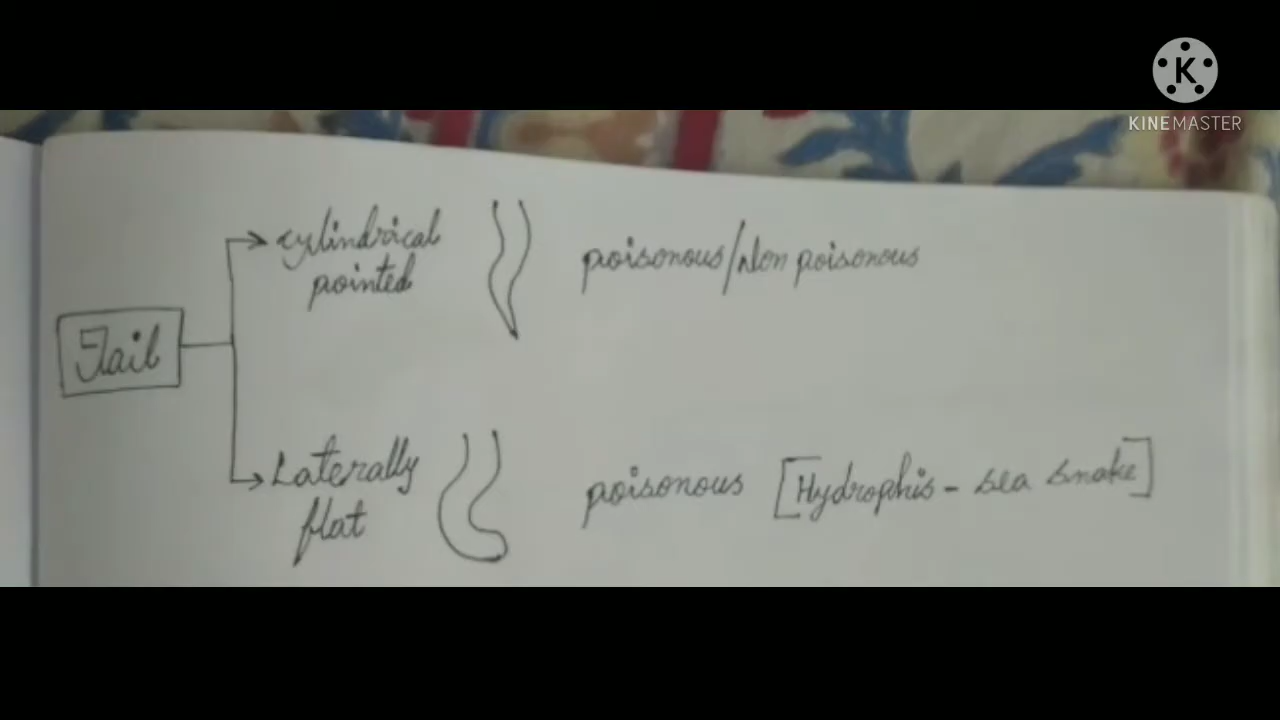 KINEMASTER
cylindrical
pointed
poisonous/Non poisonous
Tail
Laterally
flat
poisonous [Hydrophis - sea snake]